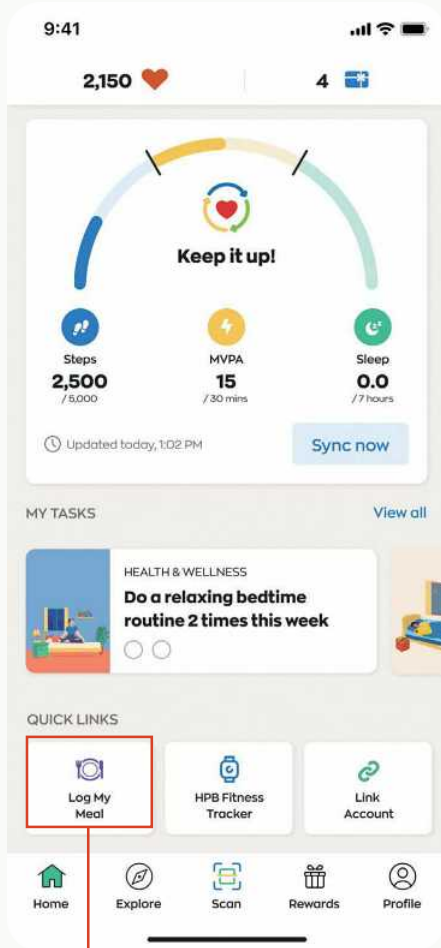 9:41
2,150
4
Keep it up!
Steps
2,500
/5,000
MVPA
15
/30 mins
Sleep
0.0
/7 hours
Updated today, 1:02 PM
Sync now
MY TASKS
View all
HEALTH & WELLNESS
Do a relaxing bedtime
routine 2 times this week
QUICK LINKS
Log My
Meal
HPB Fitness
Tracker
Link
Account
Home
Explore
Scan
Rewards
Profile